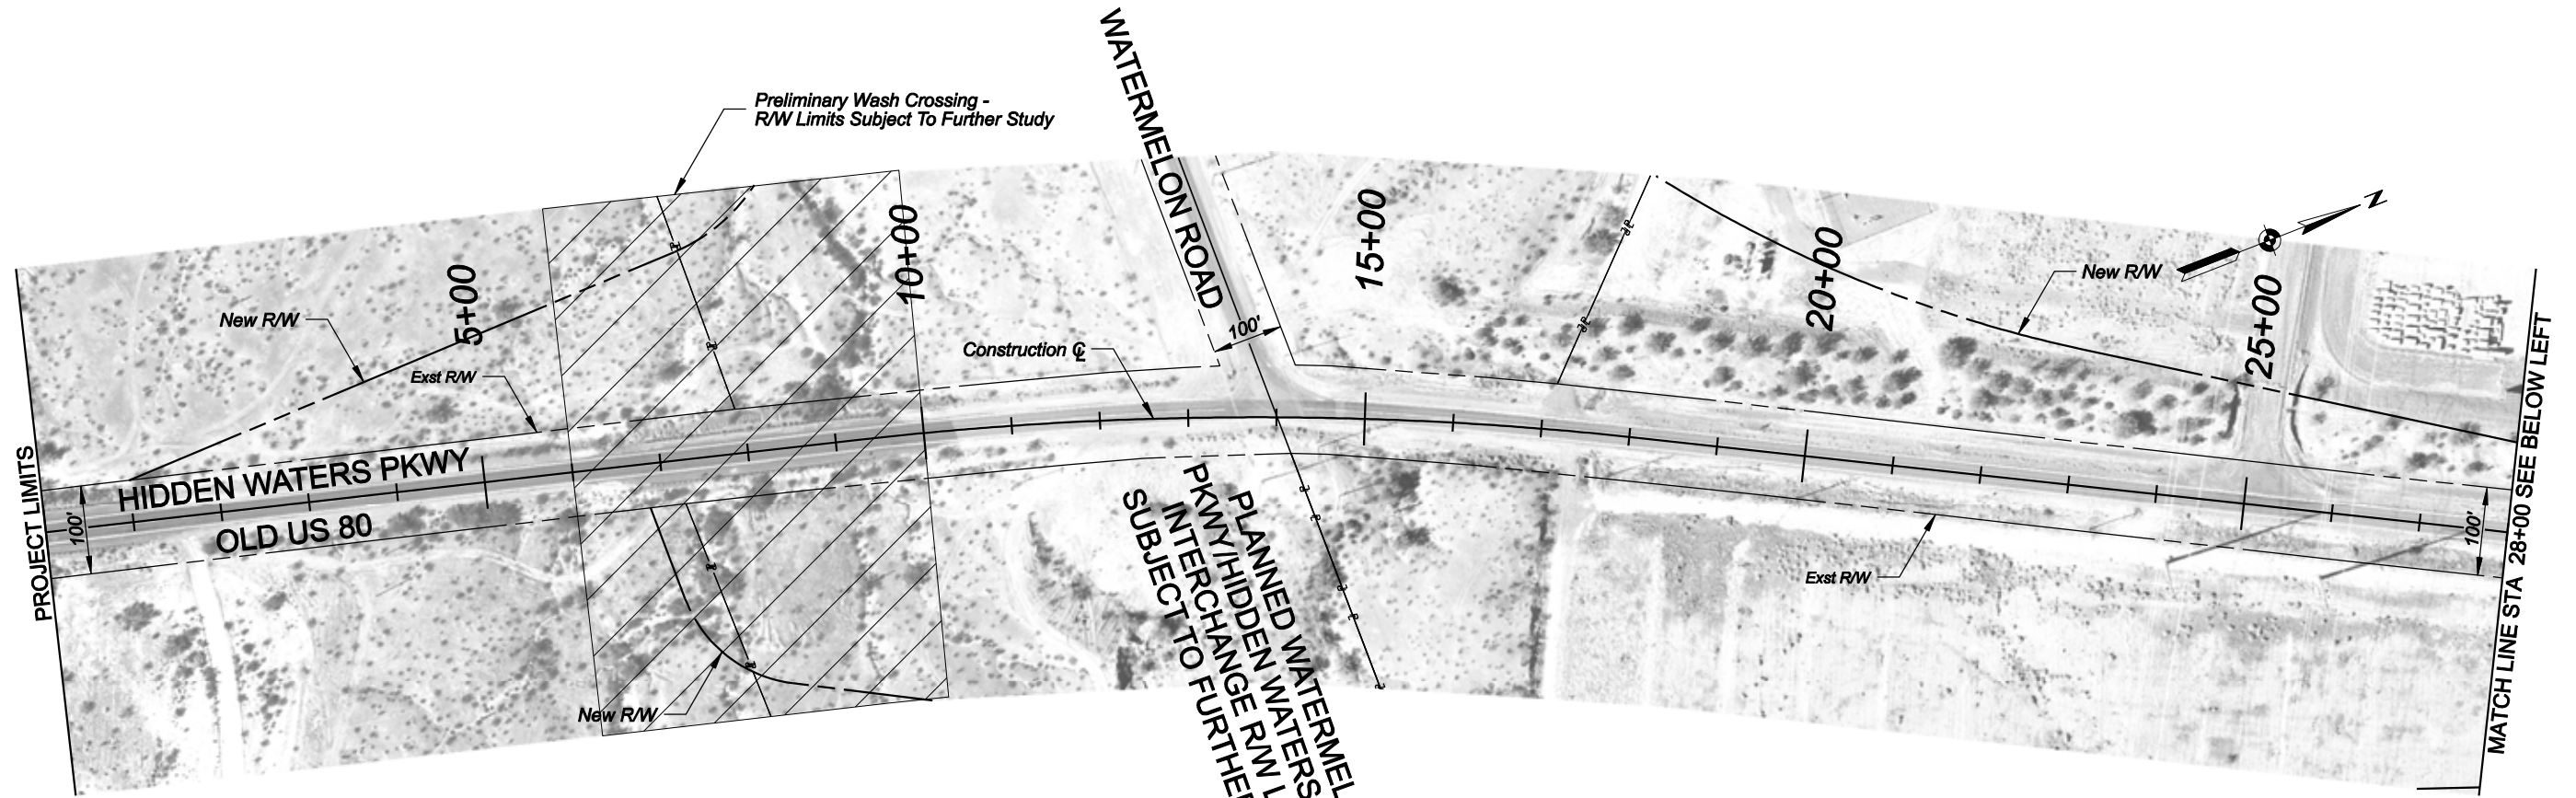 WATERMELON ROAD
Preliminary Wash Crossing -
R/W Limits Subject To Further Study
N
5+00
10+00
15+00
20+00
25+00
New R/W
New R/W
Exst R/W
Construction ℄
100'
HIDDEN WATERS PKWY
OLD US 80
PROJECT LIMITS
100'
100'
MATCH LINE STA 28+00 SEE BELOW LEFT
Exst R/W
New R/W
PLANNED WATERMEL
PKWY/HIDDEN WATERS
INTERCHANGE R/W L
SUBJECT TO FURTHE